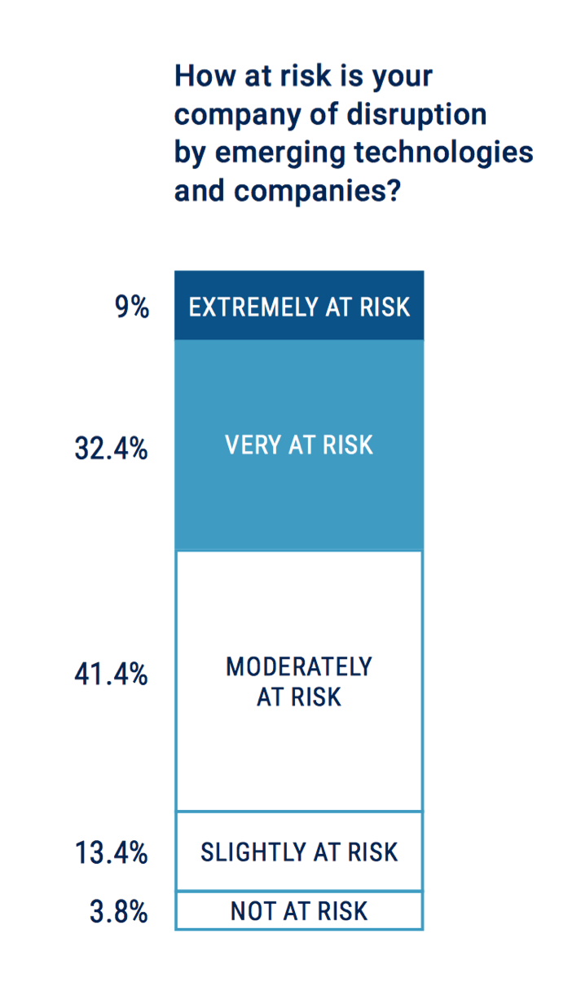 How at risk is your
company of disruption
by emerging technologies
and companies?
9%
EXTREMELY AT RISK
32.4%
VERY AT RISK
41.4%
MODERATELY
AT RISK
13.4%
SLIGHTLY AT RISK
3.8%
NOT AT RISK